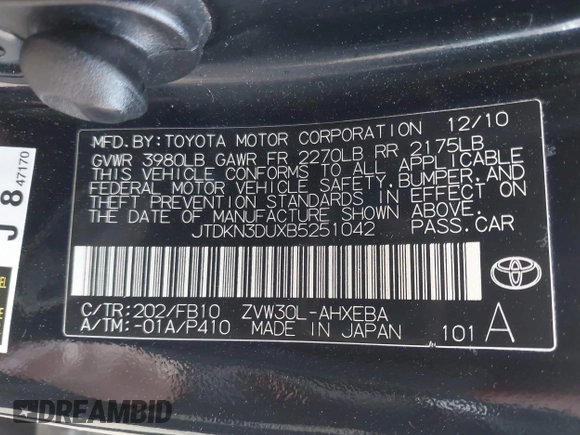 MFD.BY:TOYOTA MOTOR CORPORATION 12/10
GVWR 3980LB GAWR FR 2270LB RR 2175LB
THIS VEHICLE CONFORMS TO ALL APPLICABLE
FEDERAL MOTOR VEHICLE SAFETY,BUMPER,AND
THEFT PREVENTION STANDARDS IN EFFECT ON
THE DATE OF MANUFACTURE SHOWN ABOVE.
JTDKN3DUXB5251042 PASS.CAR
C/TR:202/FB10 ZVW30L-AHXEBA
A/TM:-01A/P410 MADE IN JAPAN 101 A
J 8 47170
DREAMBID